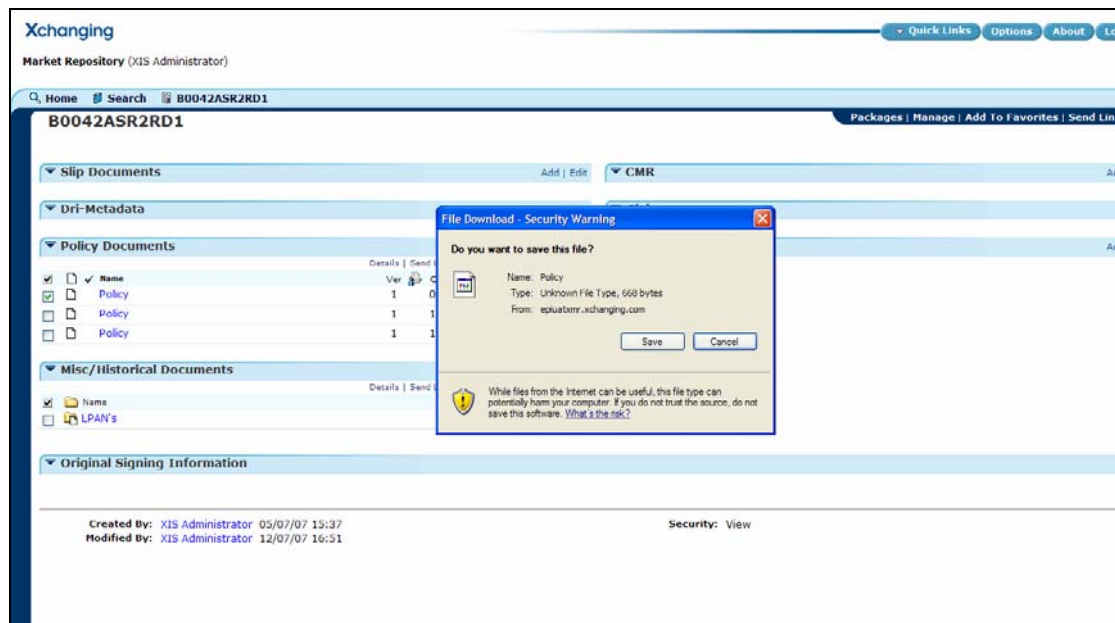 Xchanging
Quick Links Options About
Market Repository (XIS Administrator)
Home Search B0042ASR2RD1
B0042ASR2RD1
Packages | Manage | Add To Favorites | Send
Slip Documents Add | Edit
CMR
Dri-Metadata
Policy Documents
Details | Send
Name Ver
Policy 1 0
Policy 1 1
Policy 1 1
Misc/Historical Documents
Details | Send
Name
LPAN's
Original Signing Information
File Download - Security Warning
Do you want to save this file?
Name: Policy
Type: Unknown File Type, 668 bytes
From: epiuatxmr.xchanging.com
Save Cancel
While files from the Internet can be useful, this file type can
potentially harm your computer. If you do not trust the source, do not
save this software. What's the risk?
Created By: XIS Administrator 05/07/07 15:37
Modified By: XIS Administrator 12/07/07 16:51
Security: View